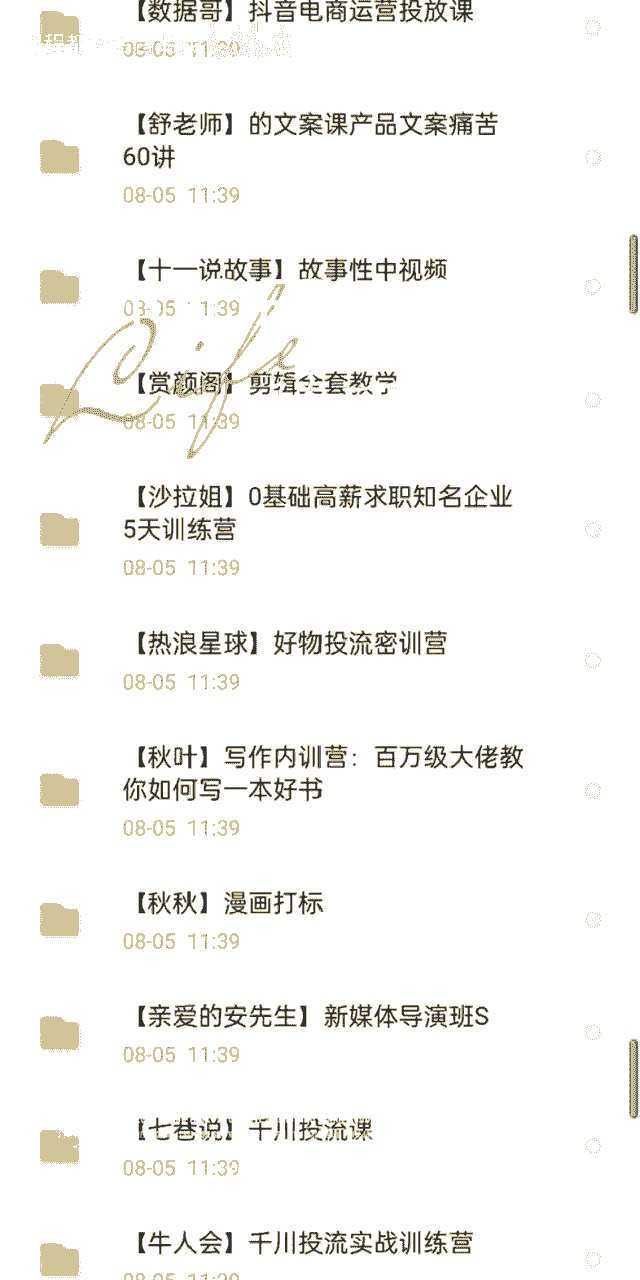 【数据哥】抖音电商运营投放课
08-05 11:39
【舒老师】的文案课产品文案痛苦
60讲
08-05 11:39
【十一说故事】故事性中视频
08-05 11:39
Life
【赏颜阁】剪辑全套教学
08-05 11:39
【沙拉姐】0基础高薪求职知名企业
5天训练营
08-05 11:39
【热浪星球】好物投流密训营
08-05 11:39
【秋叶】写作内训营：百万级大佬教
你如何写一本好书
08-05 11:39
【秋秋】漫画打标
08-05 11:39
【亲爱的安先生】新媒体导演班S
08-05 11:39
【七巷说】千川投流课
08-05 11:39
【牛人会】千川投流实战训练营
08-05 11:39